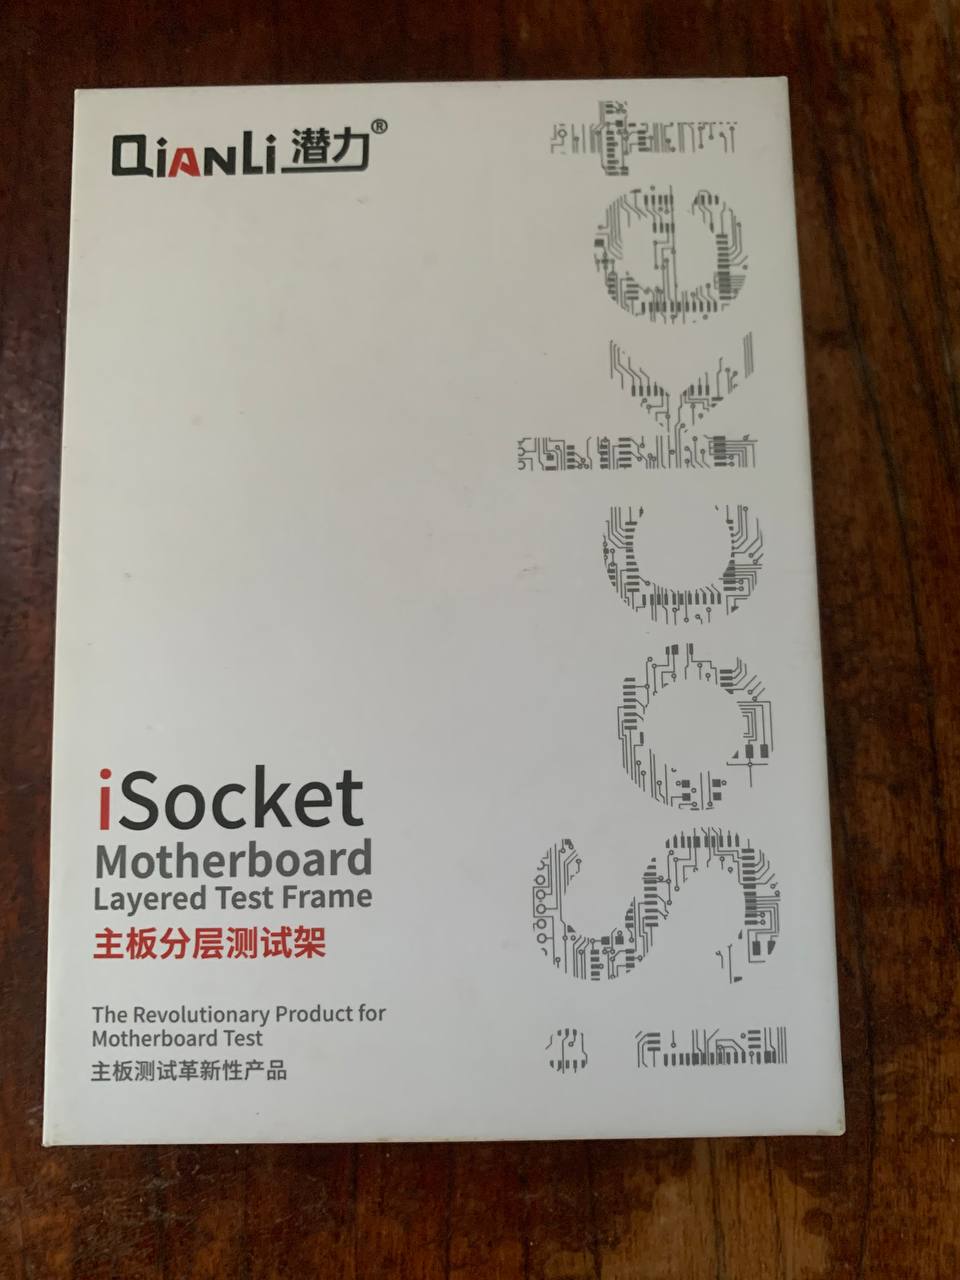 QiANLi 潜力®
iSocket
Motherboard
Layered Test Frame
主板分层测试架
The Revolutionary Product for
Motherboard Test
主板测试革新性产品
iSocket